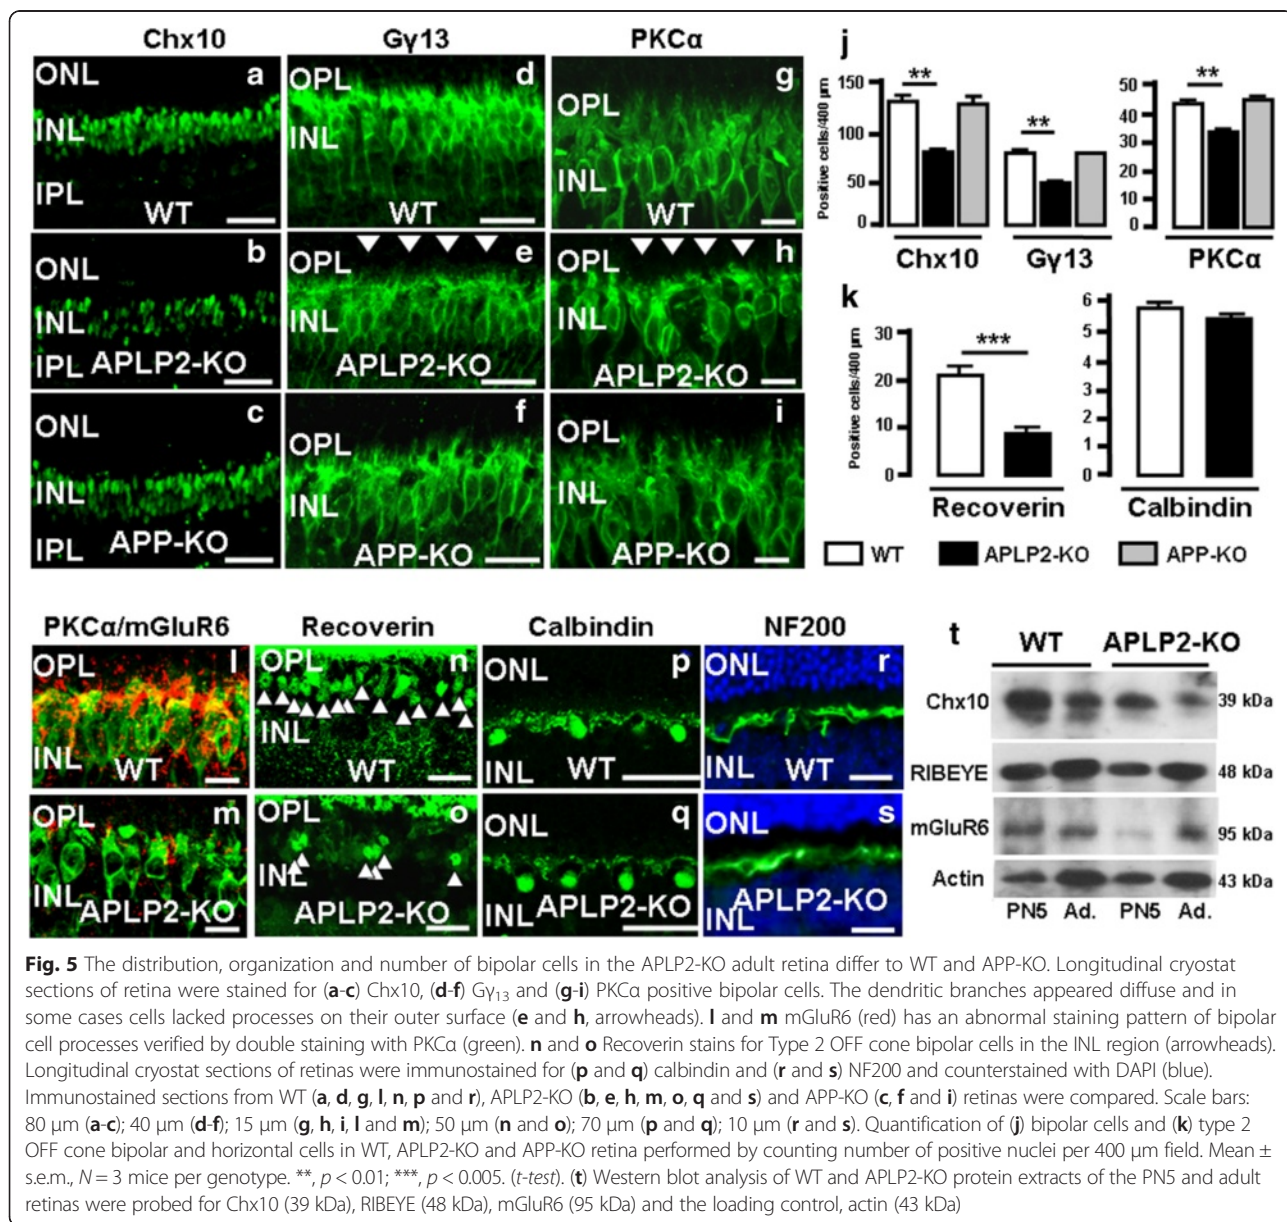 Chx10 Gγ13 PKCα
ONL a OPL d OPL g
INL INL INL
IPL WT WT WT
ONL b OPL e OPL h
INL INL INL
IPL APLP2-KO APLP2-KO APLP2-KO
ONL c OPL f OPL i
INL INL INL
IPL APP-KO APP-KO APP-KO
j
Positive cells/400 µm
150 100 50 0
** **
Chx10 Gγ13
50 40 30 20 10 0
**
PKCα
k
Positive cells/400 µm
30 20 10 0
***
Recoverin
6 5 4 3 2 1 0
Calbindin
WT APLP2-KO APP-KO
PKCα/mGluR6 Recoverin Calbindin NF200
OPL l OPL n ONL p ONL r
INL WT INL WT INL WT INL WT
OPL m OPL o ONL q ONL s
INL APLP2-KO INL APLP2-KO INL APLP2-KO INL APLP2-KO
t
WT APLP2-KO
Chx10 39 kDa
RIBEYE 48 kDa
mGluR6 95 kDa
Actin 43 kDa
PN5 Ad. PN5 Ad.
Fig. 5 The distribution, organization and number of bipolar cells in the APLP2-KO adult retina differ to WT and APP-KO. Longitudinal cryostat
sections of retina were stained for (a-c) Chx10, (d-f) Gγ13 and (g-i) PKCα positive bipolar cells. The dendritic branches appeared diffuse and in
some cases cells lacked processes on their outer surface (e and h, arrowheads). l and m mGluR6 (red) has an abnormal staining pattern of bipolar
cell processes verified by double staining with PKCα (green). n and o Recoverin stains for Type 2 OFF cone bipolar cells in the INL region (arrowheads).
Longitudinal cryostat sections of retinas were immunostained for (p and q) calbindin and (r and s) NF200 and counterstained with DAPI (blue).
Immunostained sections from WT (a, d, g, l, n, p and r), APLP2-KO (b, e, h, m, o, q and s) and APP-KO (c, f and i) retinas were compared. Scale bars:
80 µm (a-c); 40 µm (d-f); 15 µm (g, h, i, l and m); 50 µm (n and o); 70 µm (p and q); 10 µm (r and s). Quantification of (j) bipolar cells and (k) type 2
OFF cone bipolar and horizontal cells in WT, APLP2-KO and APP-KO retina performed by counting number of positive nuclei per 400 µm field. Mean ±
s.e.m., N = 3 mice per genotype. **, p < 0.01; ***, p < 0.005. (t-test). (t) Western blot analysis of WT and APLP2-KO protein extracts of the PN5 and adult
retinas were probed for Chx10 (39 kDa), RIBEYE (48 kDa), mGluR6 (95 kDa) and the loading control, actin (43 kDa)